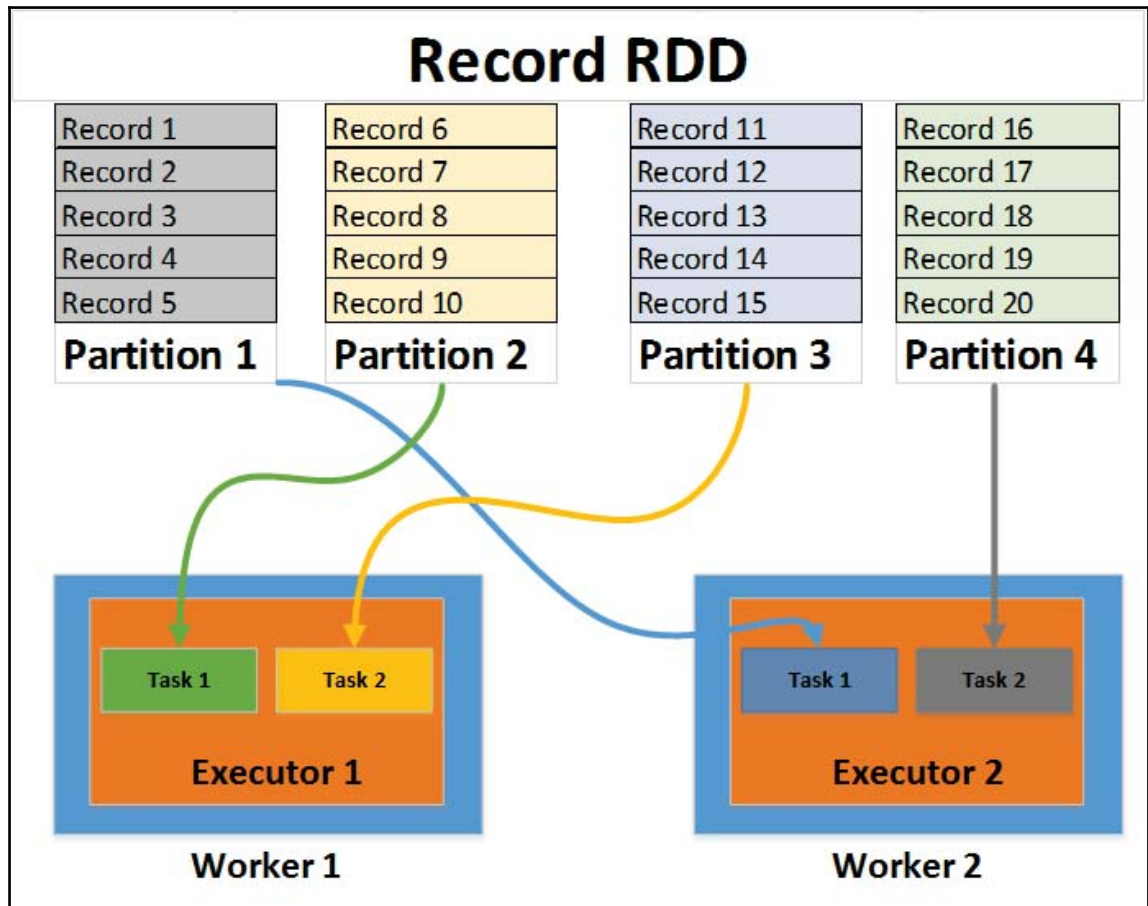 Record RDD
Record 1
Record 2
Record 3
Record 4
Record 5
Partition 1
Record 6
Record 7
Record 8
Record 9
Record 10
Partition 2
Record 11
Record 12
Record 13
Record 14
Record 15
Partition 3
Record 16
Record 17
Record 18
Record 19
Record 20
Partition 4
Task 1
Task 2
Executor 1
Worker 1
Task 1
Task 2
Executor 2
Worker 2